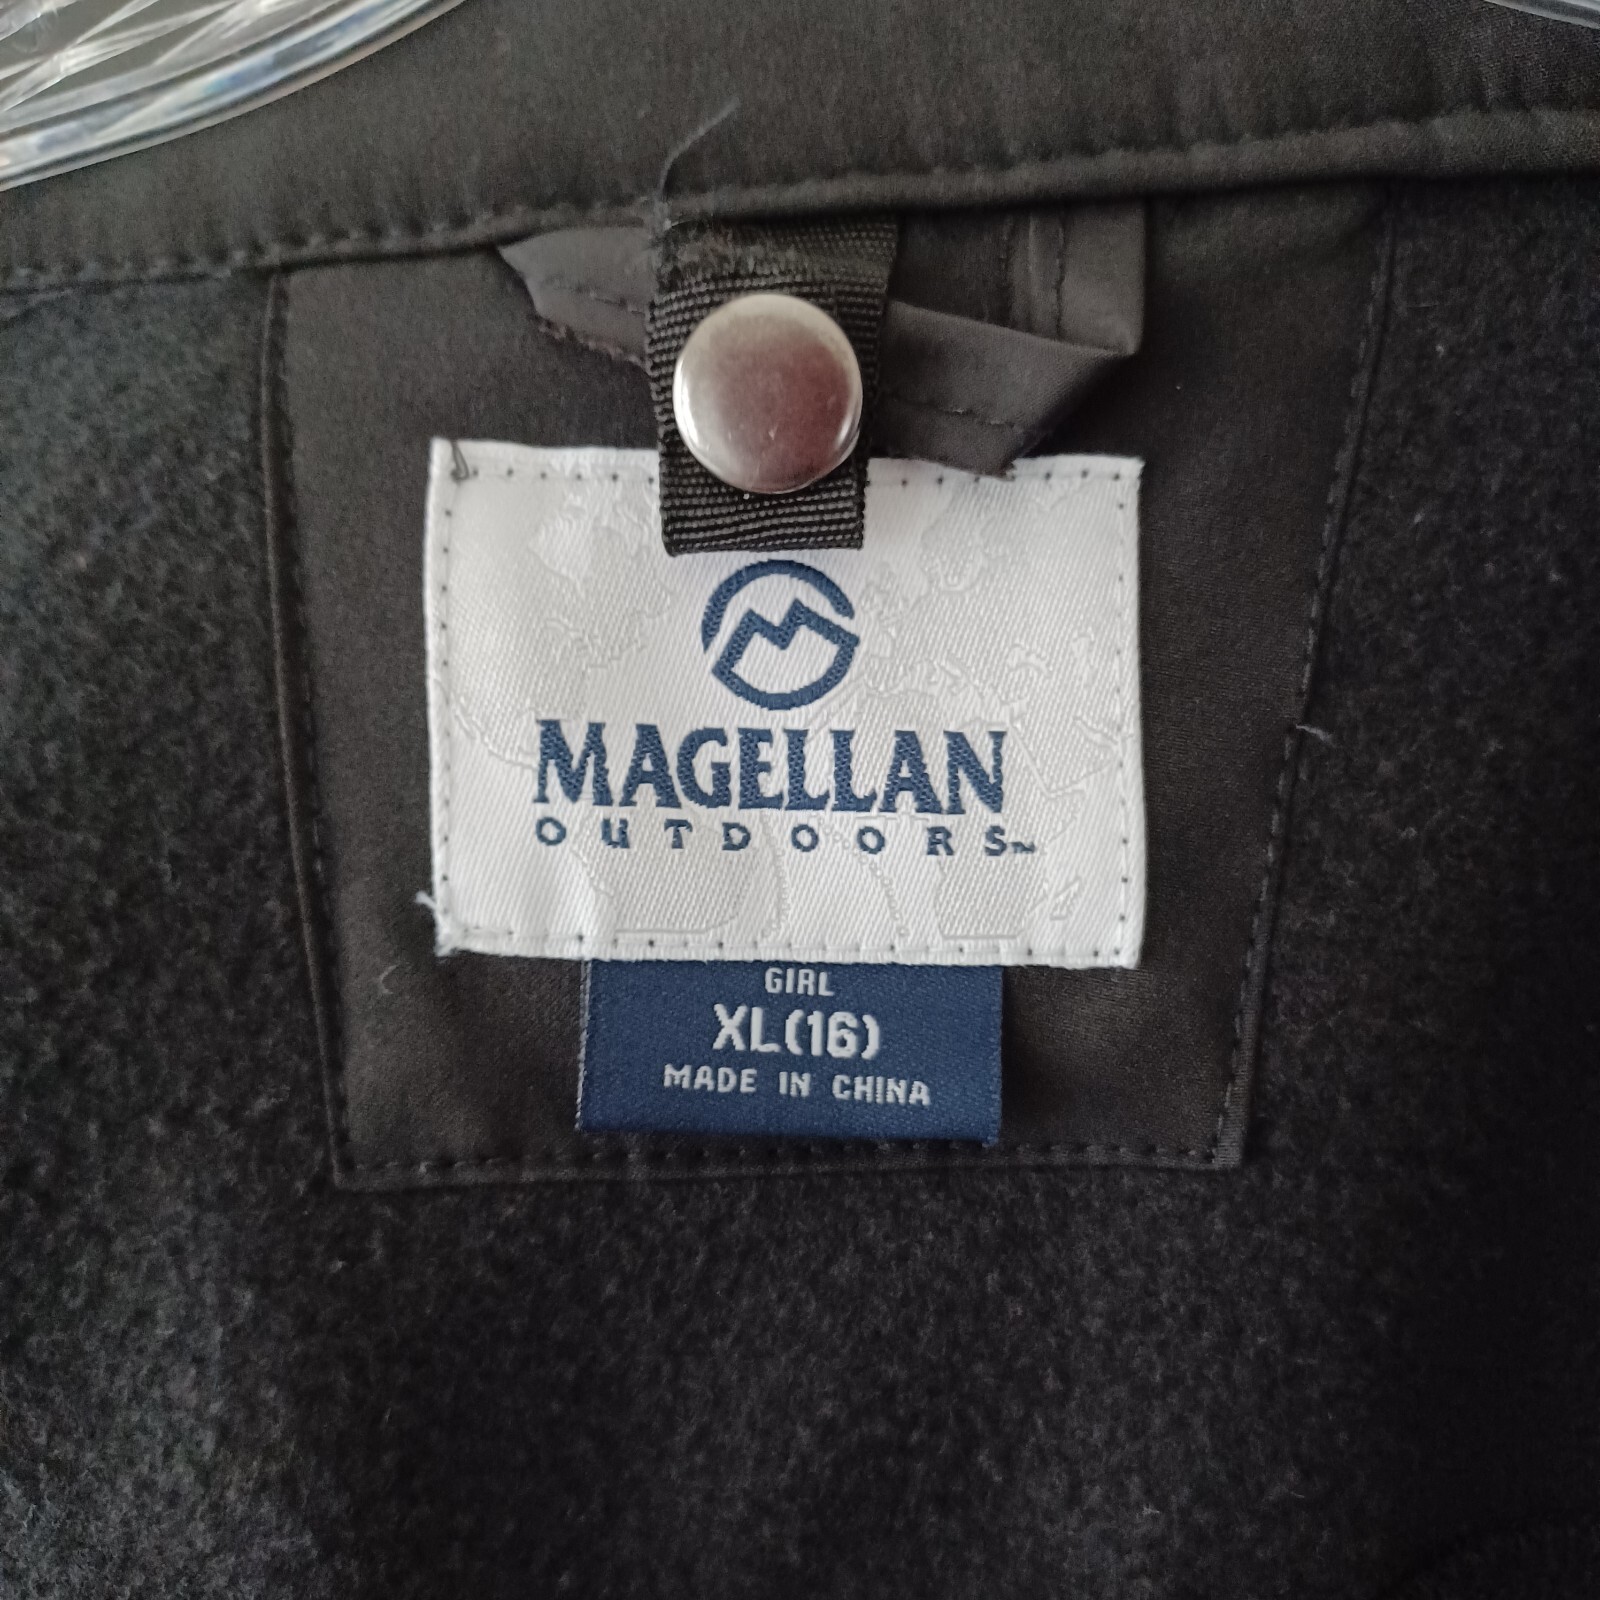 MAGELLAN
OUTDOORS™
GIRL
XL(16)
MADE IN CHINA